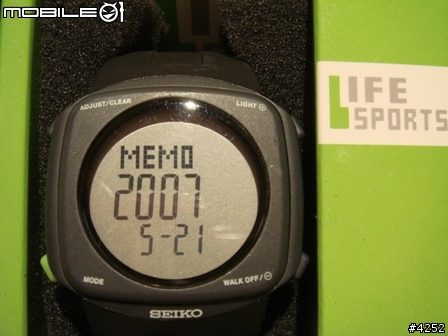 MOBILE01
ADJUST/CLEAR
LIGHT
MEMO
2007
5-21
MODE
WALK OFF/
SEIKO
LIFE
SPORTS
#4252